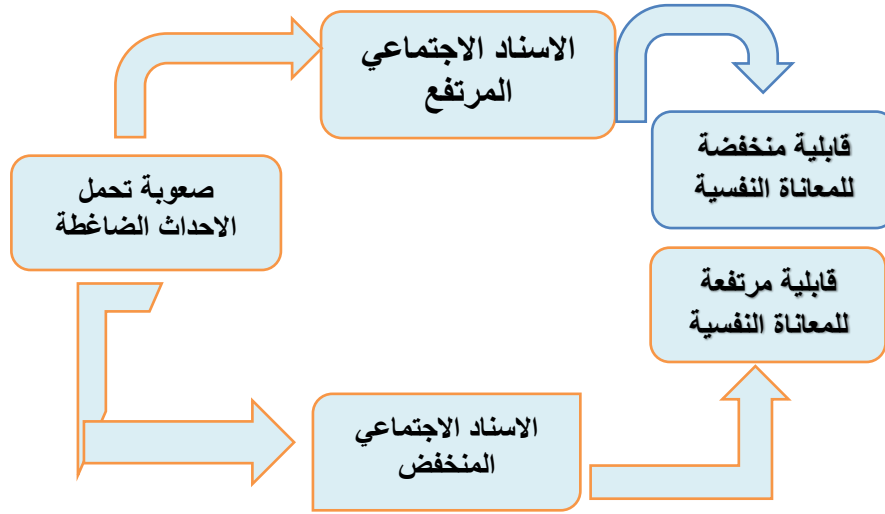 الاسناد الاجتماعي
المرتفع
قابلية منخفضة
للمعاناة النفسية
صعوبة تحمل
الاحداث الضاغطة
قابلية مرتفعة
للمعاناة النفسية
الاسناد الاجتماعي
المنخفض